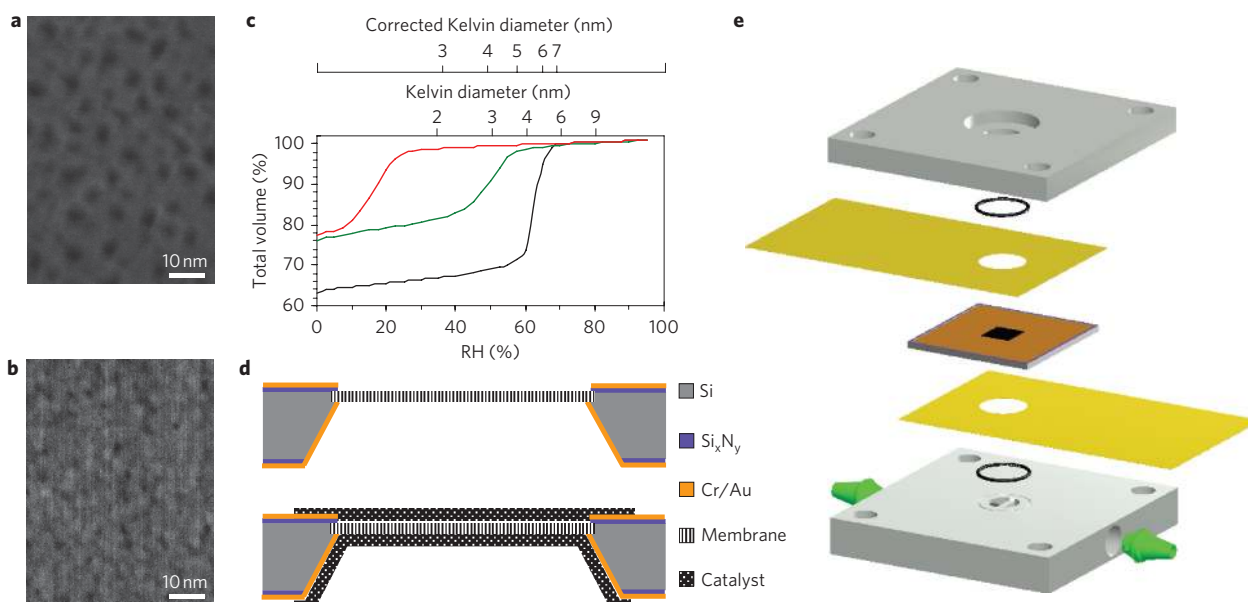 a
10 nm
b
10 nm
c
Corrected Kelvin diameter (nm)
3 4 5 6 7
Kelvin diameter (nm)
2 3 4 6 9
Total volume (%)
100
90
80
70
60
0 20 40 60 80 100
RH (%)
d
Si
SixNy
Cr/Au
Membrane
Catalyst
e